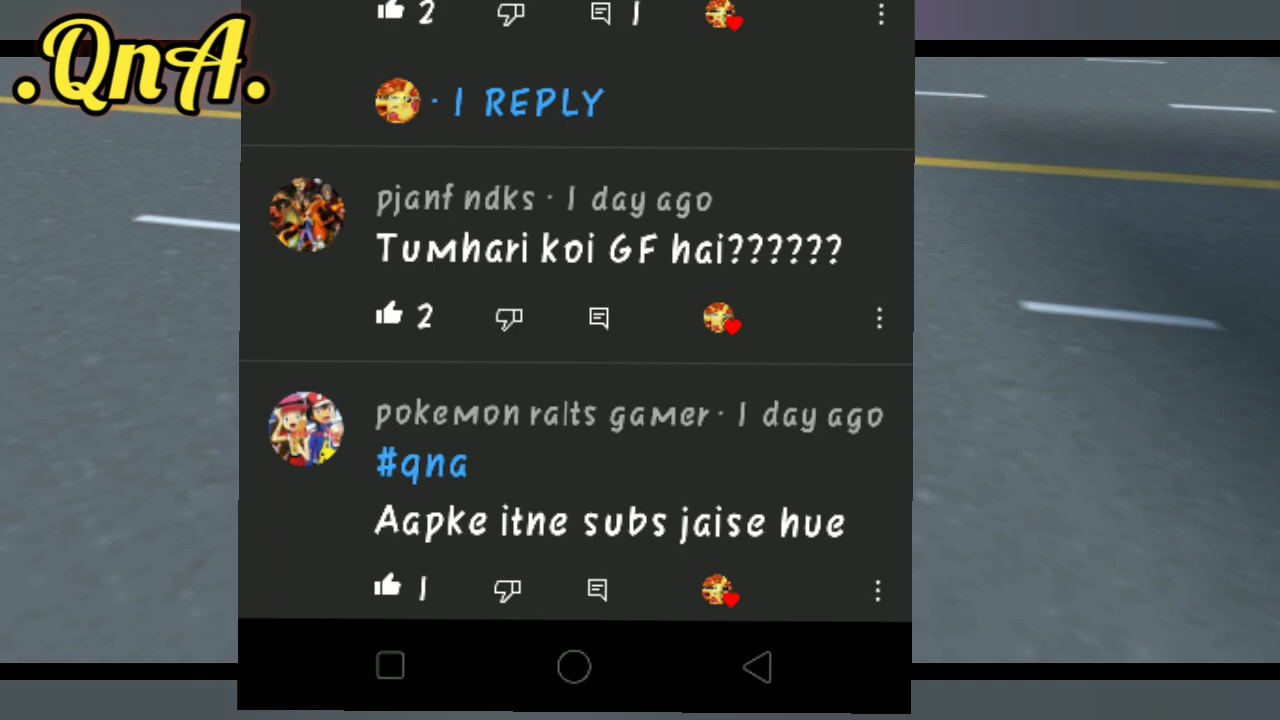 .QnA.
2 1
· 1 REPLY
pjanf ndks · 1 day ago
Tumhari koi GF hai??????
2
pokemon ralts gamer · 1 day ago
#qna
Aapke itne subs jaise hue
1